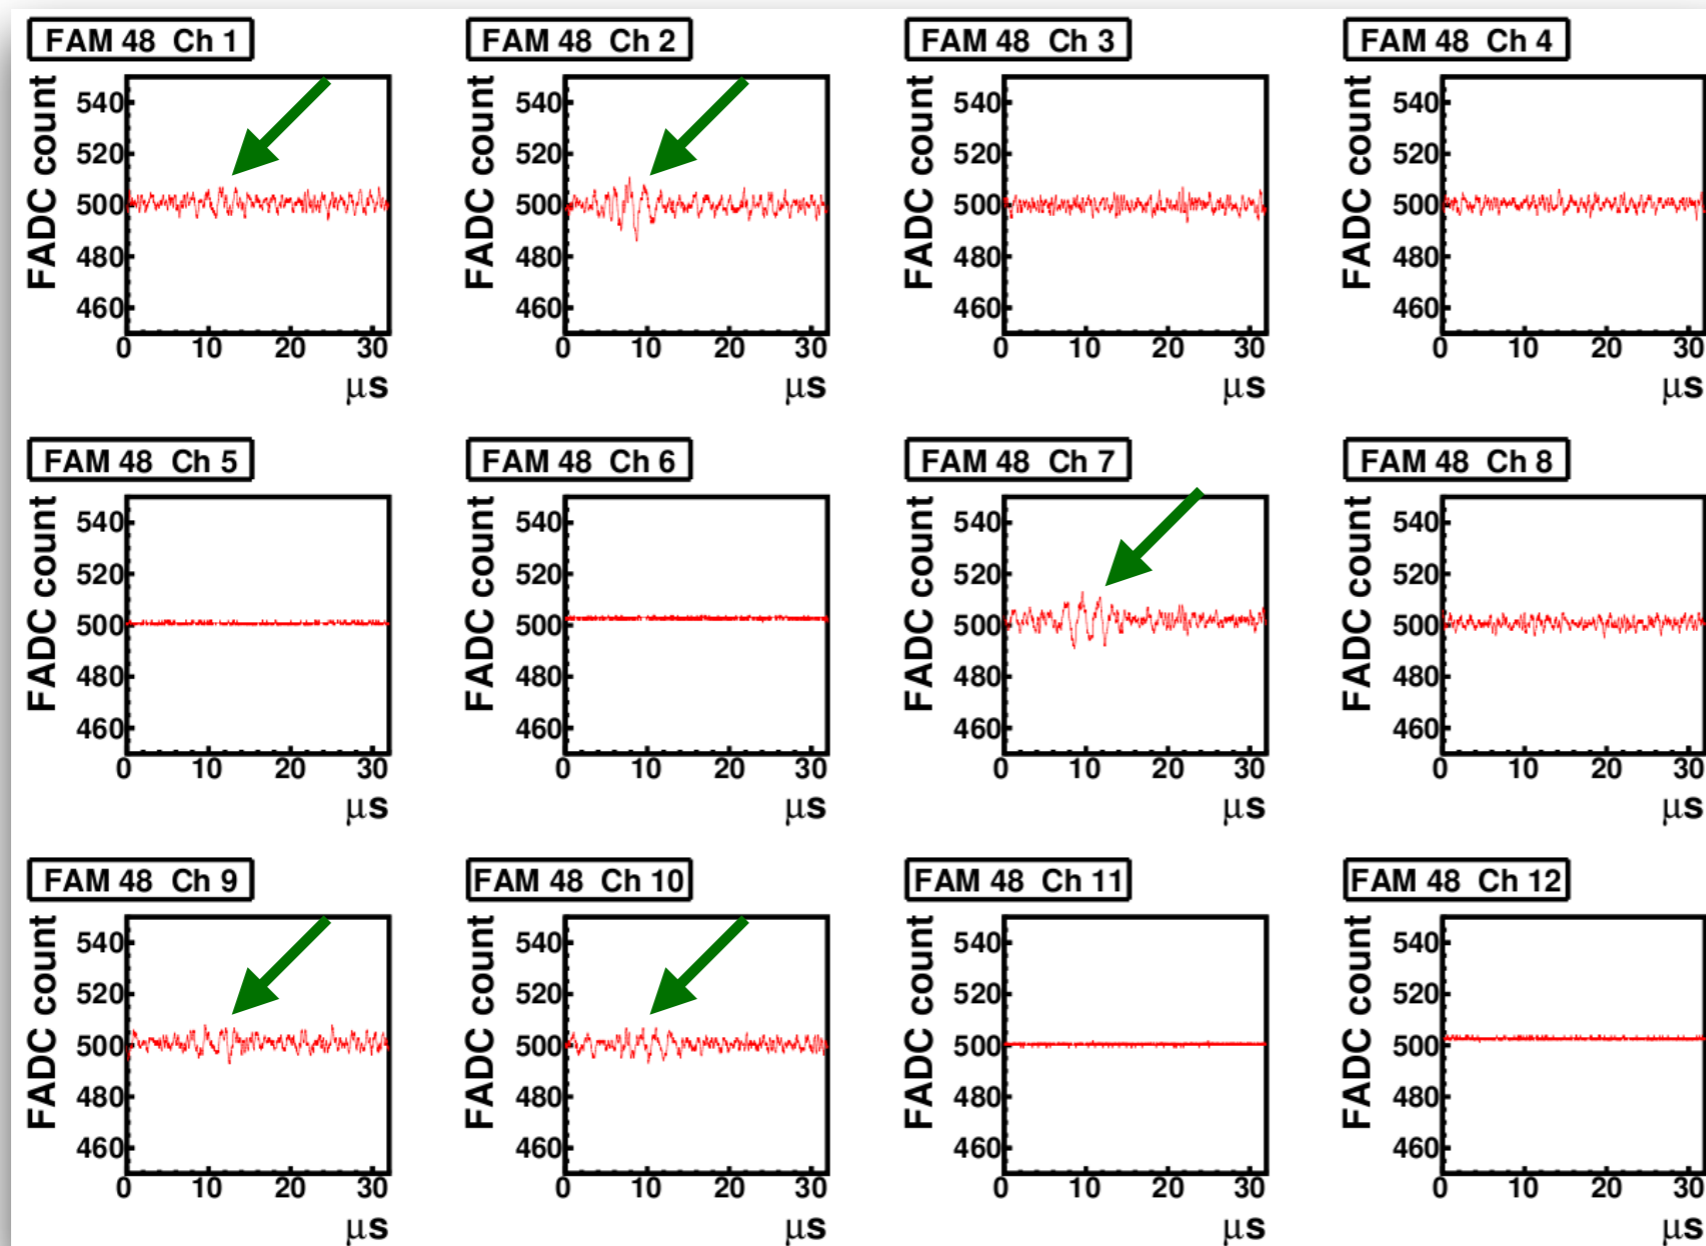 FAM 48 Ch 1
FADC count
540
520
500
480
460
0 10 20 30
μs
FAM 48 Ch 2
FADC count
540
520
500
480
460
0 10 20 30
μs
FAM 48 Ch 3
FADC count
540
520
500
480
460
0 10 20 30
μs
FAM 48 Ch 4
FADC count
540
520
500
480
460
0 10 20 30
μs
FAM 48 Ch 5
FADC count
540
520
500
480
460
0 10 20 30
μs
FAM 48 Ch 6
FADC count
540
520
500
480
460
0 10 20 30
μs
FAM 48 Ch 7
FADC count
540
520
500
480
460
0 10 20 30
μs
FAM 48 Ch 8
FADC count
540
520
500
480
460
0 10 20 30
μs
FAM 48 Ch 9
FADC count
540
520
500
480
460
0 10 20 30
μs
FAM 48 Ch 10
FADC count
540
520
500
480
460
0 10 20 30
μs
FAM 48 Ch 11
FADC count
540
520
500
480
460
0 10 20 30
μs
FAM 48 Ch 12
FADC count
540
520
500
480
460
0 10 20 30
μs